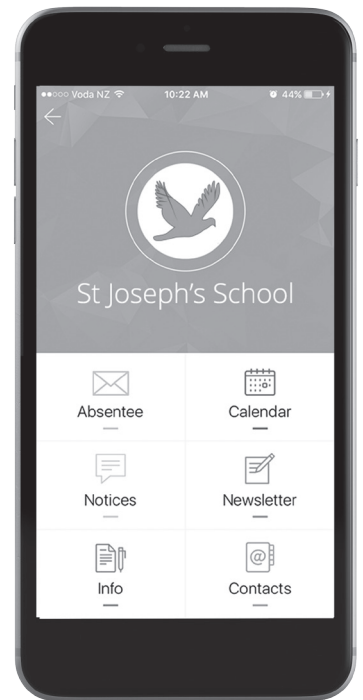 Voda NZ 10:22 AM 44%
St Joseph's School
Absentee Calendar
Notices Newsletter
@
Info Contacts